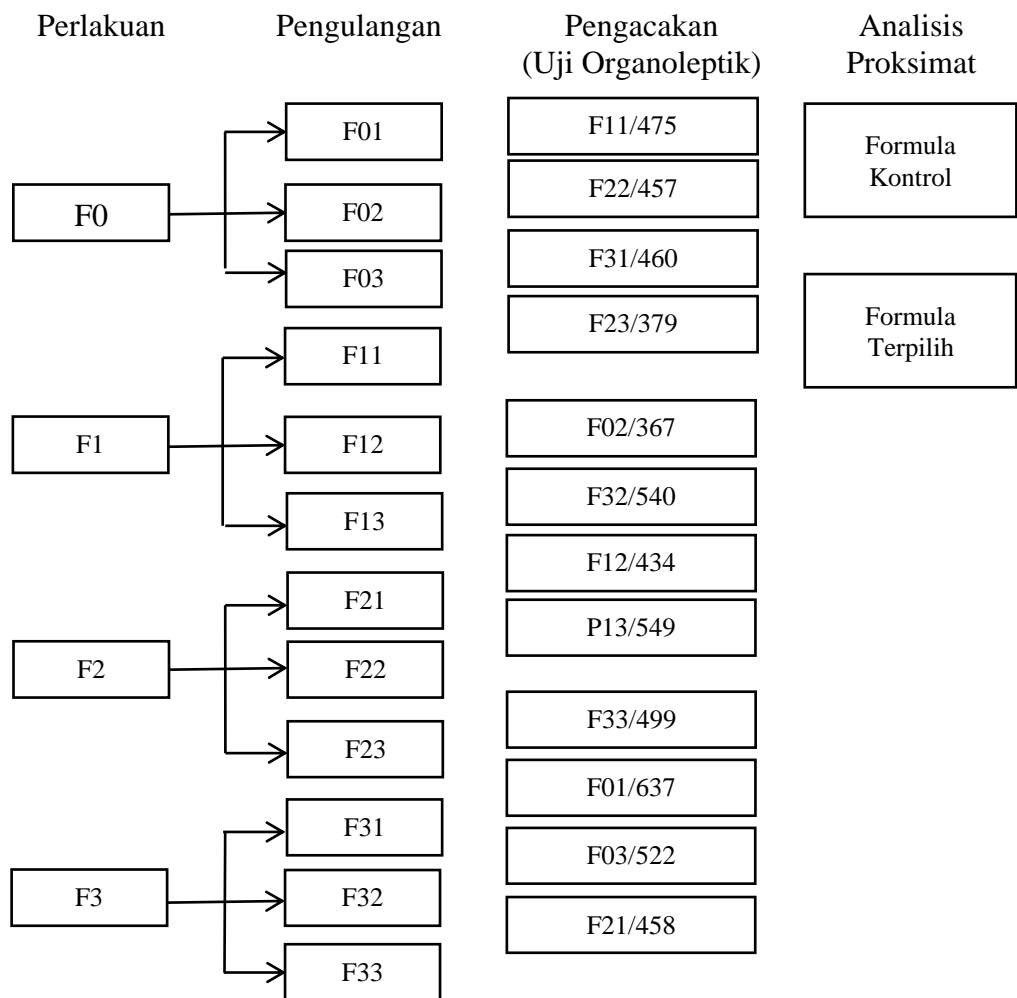 Perlakuan
Pengulangan
Pengacakan
(Uji Organoleptik)
Analisis
Proksimat
F0
F01
F02
F03
F1
F11
F12
F13
F2
F21
F22
F23
F3
F31
F32
F33
F11/475
F22/457
F31/460
F23/379
F02/367
F32/540
F12/434
P13/549
F33/499
F01/637
F03/522
F21/458
Formula
Kontrol
Formula
Terpilih